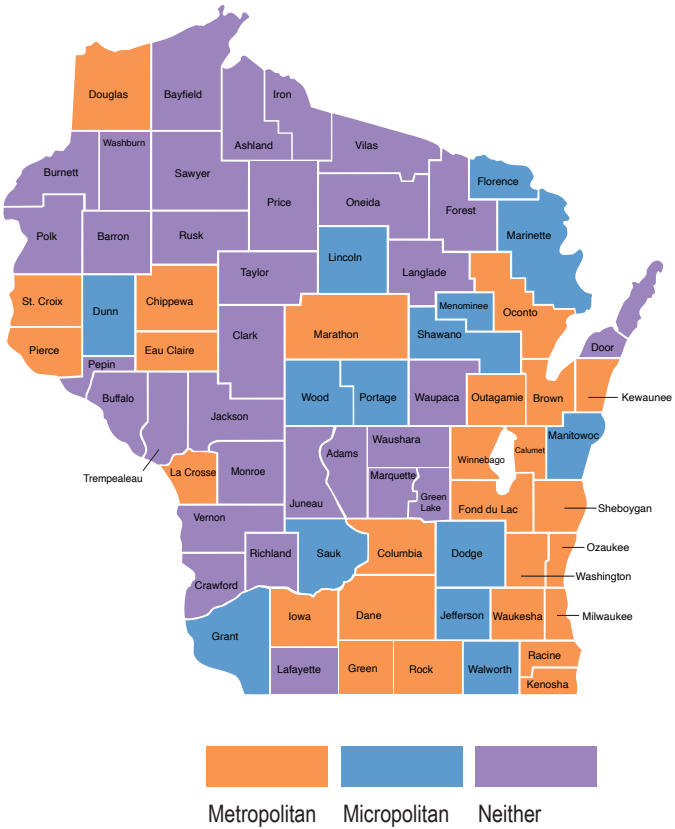 Douglas
Bayfield
Iron
Ashland
Washburn
Vilas
Burnett
Sawyer
Florence
Price
Oneida
Forest
Polk
Barron
Rusk
Marinette
Lincoln
Taylor
Langlade
St. Croix
Dunn
Chippewa
Menominee
Oconto
Clark
Marathon
Shawano
Pierce
Eau Claire
Door
Pepin
Buffalo
Wood
Portage
Waupaca
Outagamie
Brown
Kewaunee
Jackson
Waushara
Manitowoc
Adams
Calumet
Winnebago
Trempealeau
La Crosse
Monroe
Marquette
Juneau
Green
Lake
Fond du Lac
Sheboygan
Vernon
Richland
Sauk
Columbia
Dodge
Ozaukee
Washington
Crawford
Iowa
Dane
Jefferson
Waukesha
Milwaukee
Grant
Lafayette
Green
Rock
Walworth
Racine
Kenosha
Metropolitan
Micropolitan
Neither